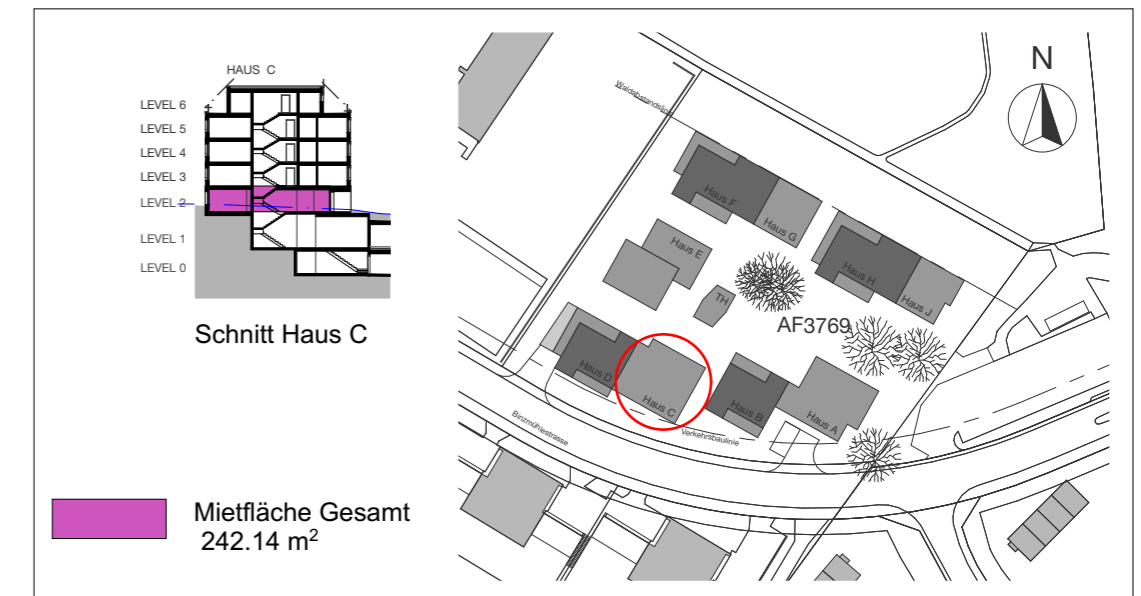 HAUS C
LEVEL 6
LEVEL 5
LEVEL 4
LEVEL 3
LEVEL 2
LEVEL 1
LEVEL 0
Schnitt Haus C
Mietfläche Gesamt
242.14 m²
N
Haus F
Haus G
Haus E
Haus H
Haus J
TH
AF3769
Haus D
Haus C
Haus B
Haus A
Binzmühlestrasse
Verkehrsbaulinie